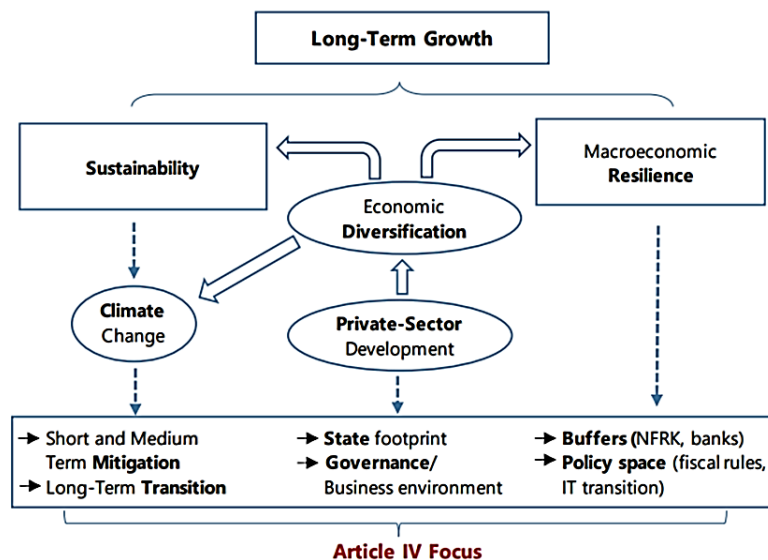 Long-Term Growth
Sustainability
Macroeconomic
Resilience
Economic
Diversification
Climate
Change
Private-Sector
Development
Short and Medium
Term Mitigation
Long-Term Transition
State footprint
Governance/
Business environment
Buffers (NFRK, banks)
Policy space (fiscal rules,
IT transition)
Article IV Focus